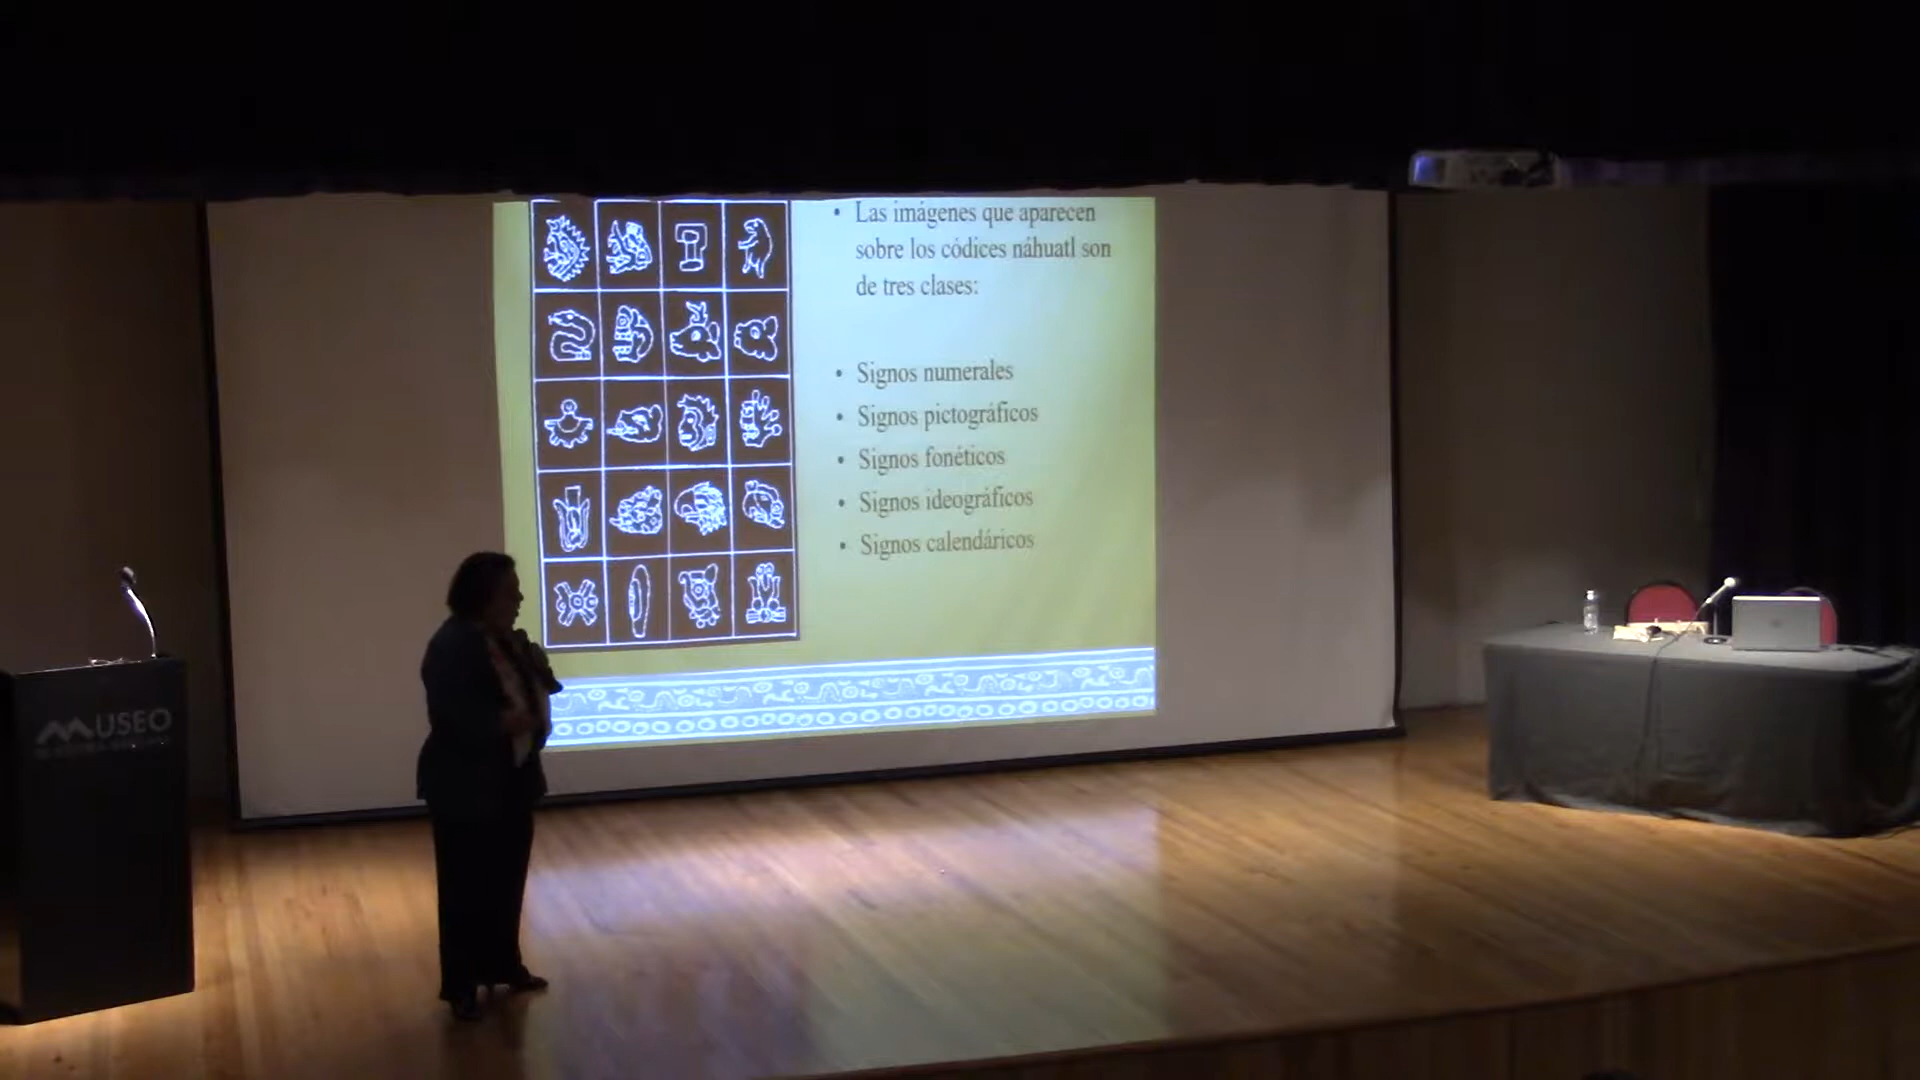 • Las imágenes que aparecen
sobre los códices náhuatl son
de tres clases:
• Signos numerales
• Signos pictográficos
• Signos fonéticos
• Signos ideográficos
• Signos calendáricos
MUSEO